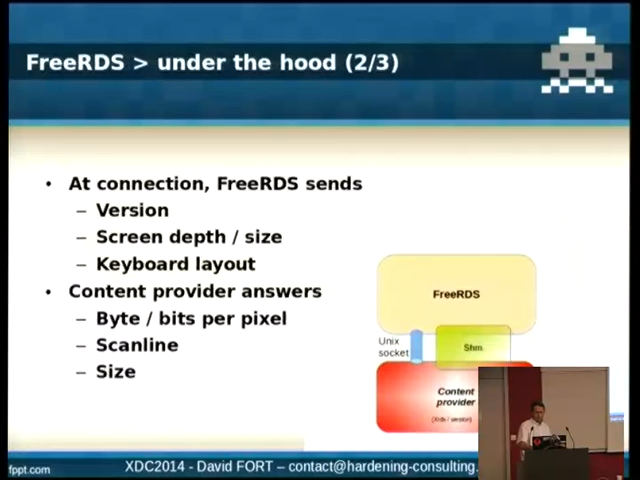 FreeRDS > under the hood (2/3)
• At connection, FreeRDS sends
– Version
– Screen depth / size
– Keyboard layout
• Content provider answers
– Byte / bits per pixel
– Scanline
– Size
FreeRDS
Unix
socket
Shm.
Content
provider
fppt.com
XDC2014 - David FORT – contact@hardening-consulting.